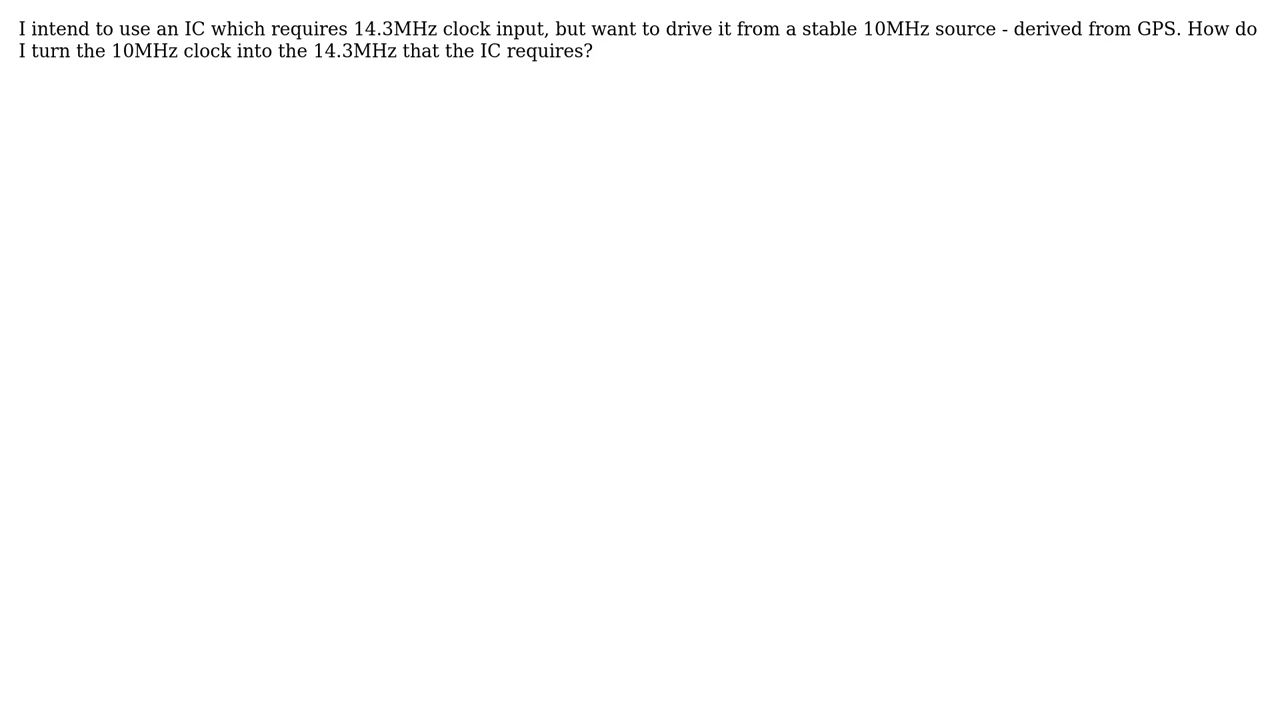 I intend to use an IC which requires 14.3MHz clock input, but want to drive it from a stable 10MHz source - derived from GPS. How do
I turn the 10MHz clock into the 14.3MHz that the IC requires?